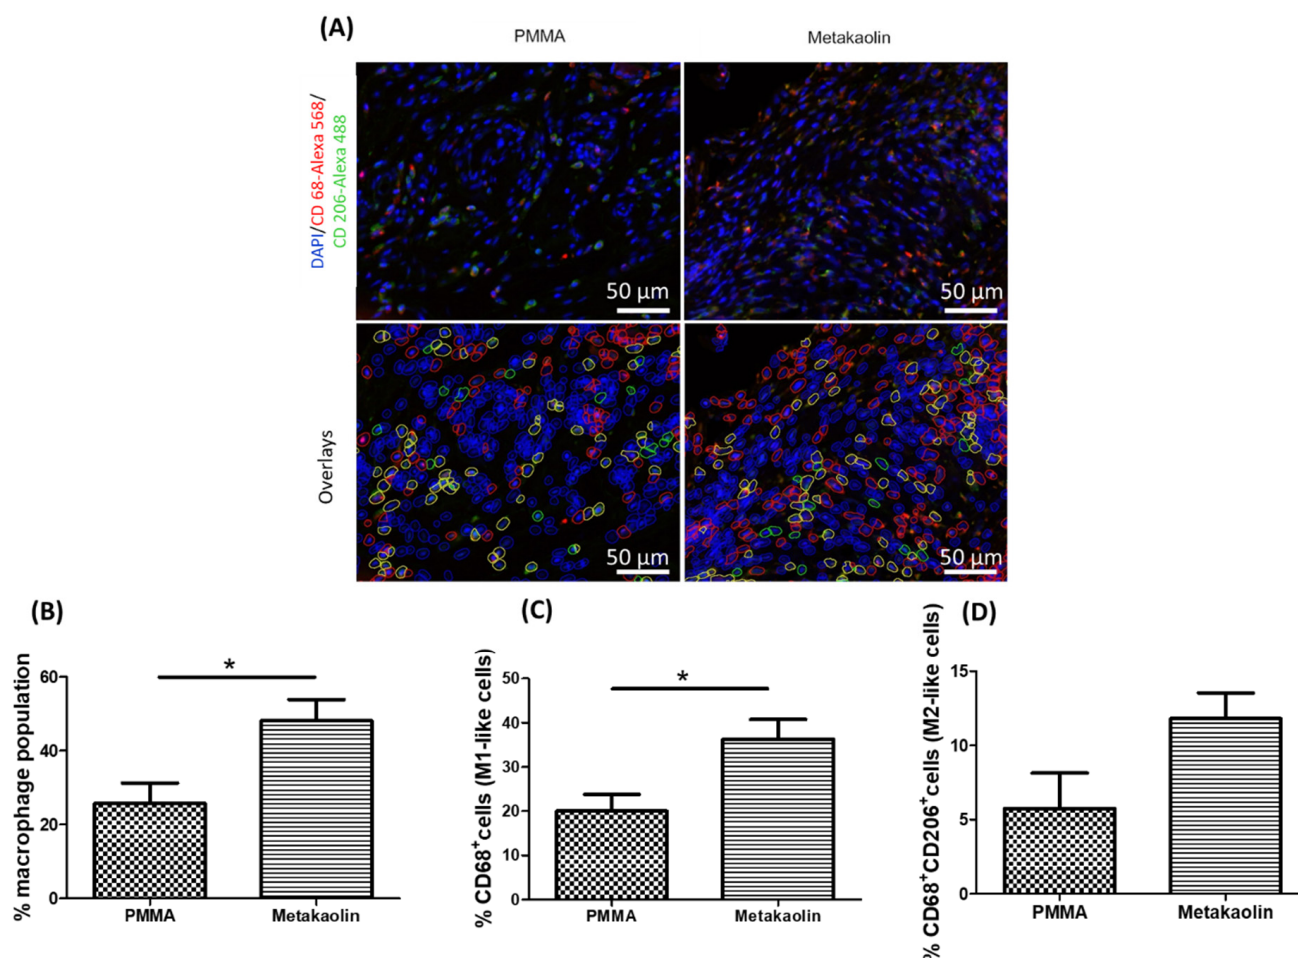 (A)
PMMA
Metakaolin
DAPI/CD 68-Alexa 568/
CD 206-Alexa 488
50 µm
50 µm
Overlays
50 µm
50 µm
(B)
% macrophage population
60
40
20
0
*
PMMA
Metakaolin
(C)
% CD68+cells (M1-like cells)
50
40
30
20
10
0
*
PMMA
Metakaolin
(D)
% CD68+CD206+cells (M2-like cells)
15
10
5
0
PMMA
Metakaolin